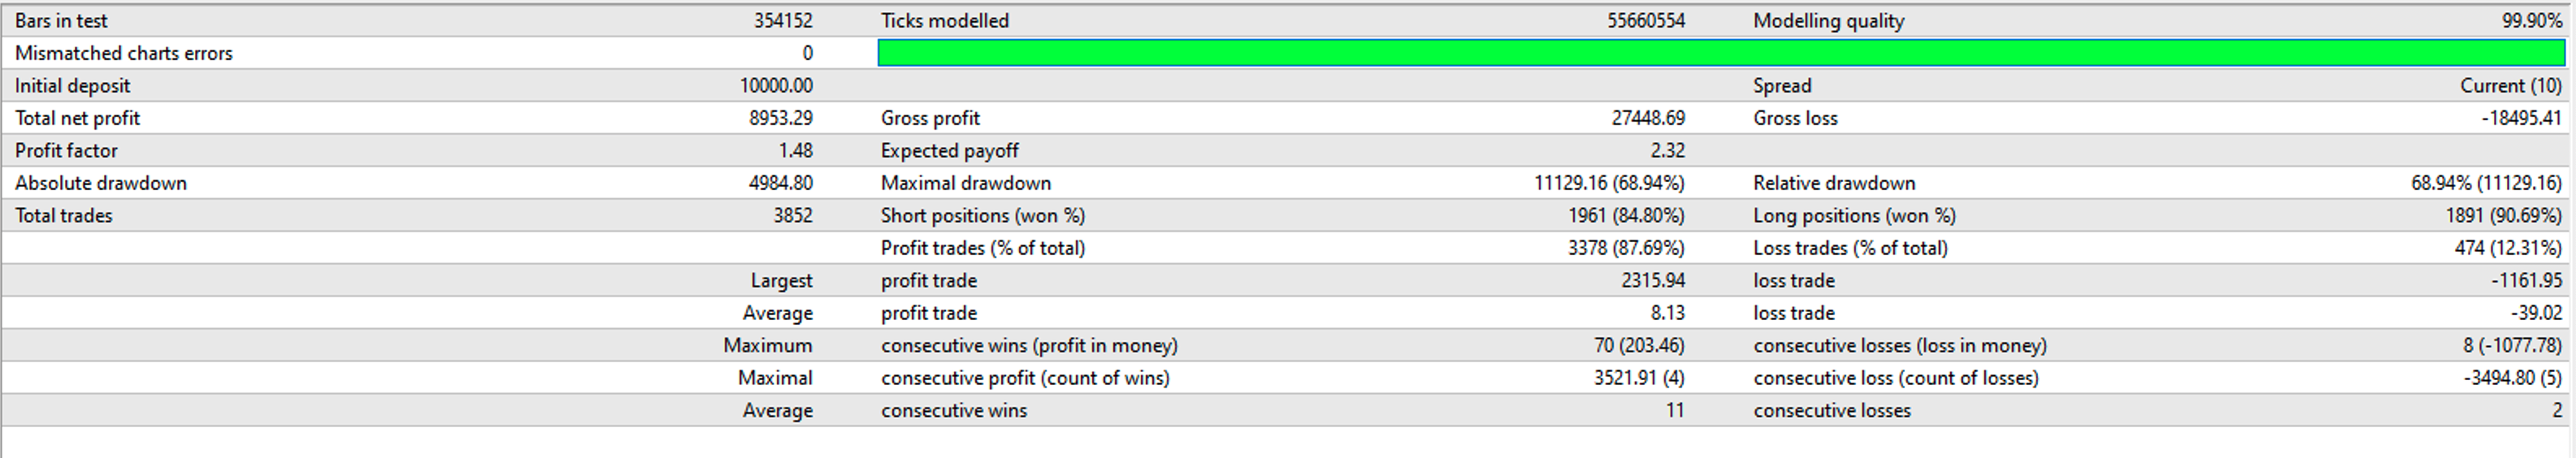 Bars in test 354152 Ticks modelled 55660554 Modelling quality 99.90%
Mismatched charts errors 0
Initial deposit 10000.00 Spread Current (10)
Total net profit 8953.29 Gross profit 27448.69 Gross loss -18495.41
Profit factor 1.48 Expected payoff 2.32
Absolute drawdown 4984.80 Maximal drawdown 11129.16 (68.94%) Relative drawdown 68.94% (11129.16)
Total trades 3852 Short positions (won %) 1961 (84.80%) Long positions (won %) 1891 (90.69%)
Profit trades (% of total) 3378 (87.69%) Loss trades (% of total) 474 (12.31%)
Largest profit trade 2315.94 loss trade -1161.95
Average profit trade 8.13 loss trade -39.02
Maximum consecutive wins (profit in money) 70 (203.46) consecutive losses (loss in money) 8 (-1077.78)
Maximal consecutive profit (count of wins) 3521.91 (4) consecutive loss (count of losses) -3494.80 (5)
Average consecutive wins 11 consecutive losses 2